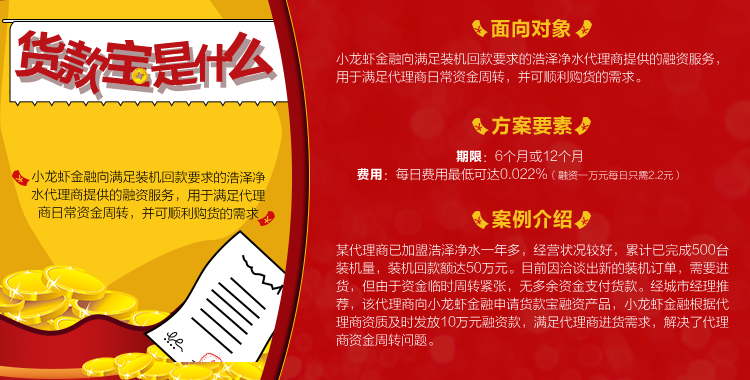 货款宝是什么
小龙虾金融向满足装机回款要求的浩泽净
水代理商提供的融资服务，用于满足代理
商日常资金周转，并可顺利购货的需求
面向对象
小龙虾金融向满足装机回款要求的浩泽净水代理商提供的融资服务，
用于满足代理商日常资金周转，并可顺利购货的需求。
方案要素
期限：6个月或12个月
费用：每日费用最低可达0.022%（融资一万元每日只需2.2元）
案例介绍
某代理商已加盟浩泽净水一年多，经营状况较好，累计已完成500台
装机量，装机回款额达50万元。目前因洽谈出新的装机订单，需要进
货，但由于资金临时周转紧张，无多余资金支付货款。经城市经理推
荐，该代理商向小龙虾金融申请货款宝融资产品，小龙虾金融根据代
理商资质及时发放10万元融资款，满足代理商进货需求，解决了代理
商资金周转问题。